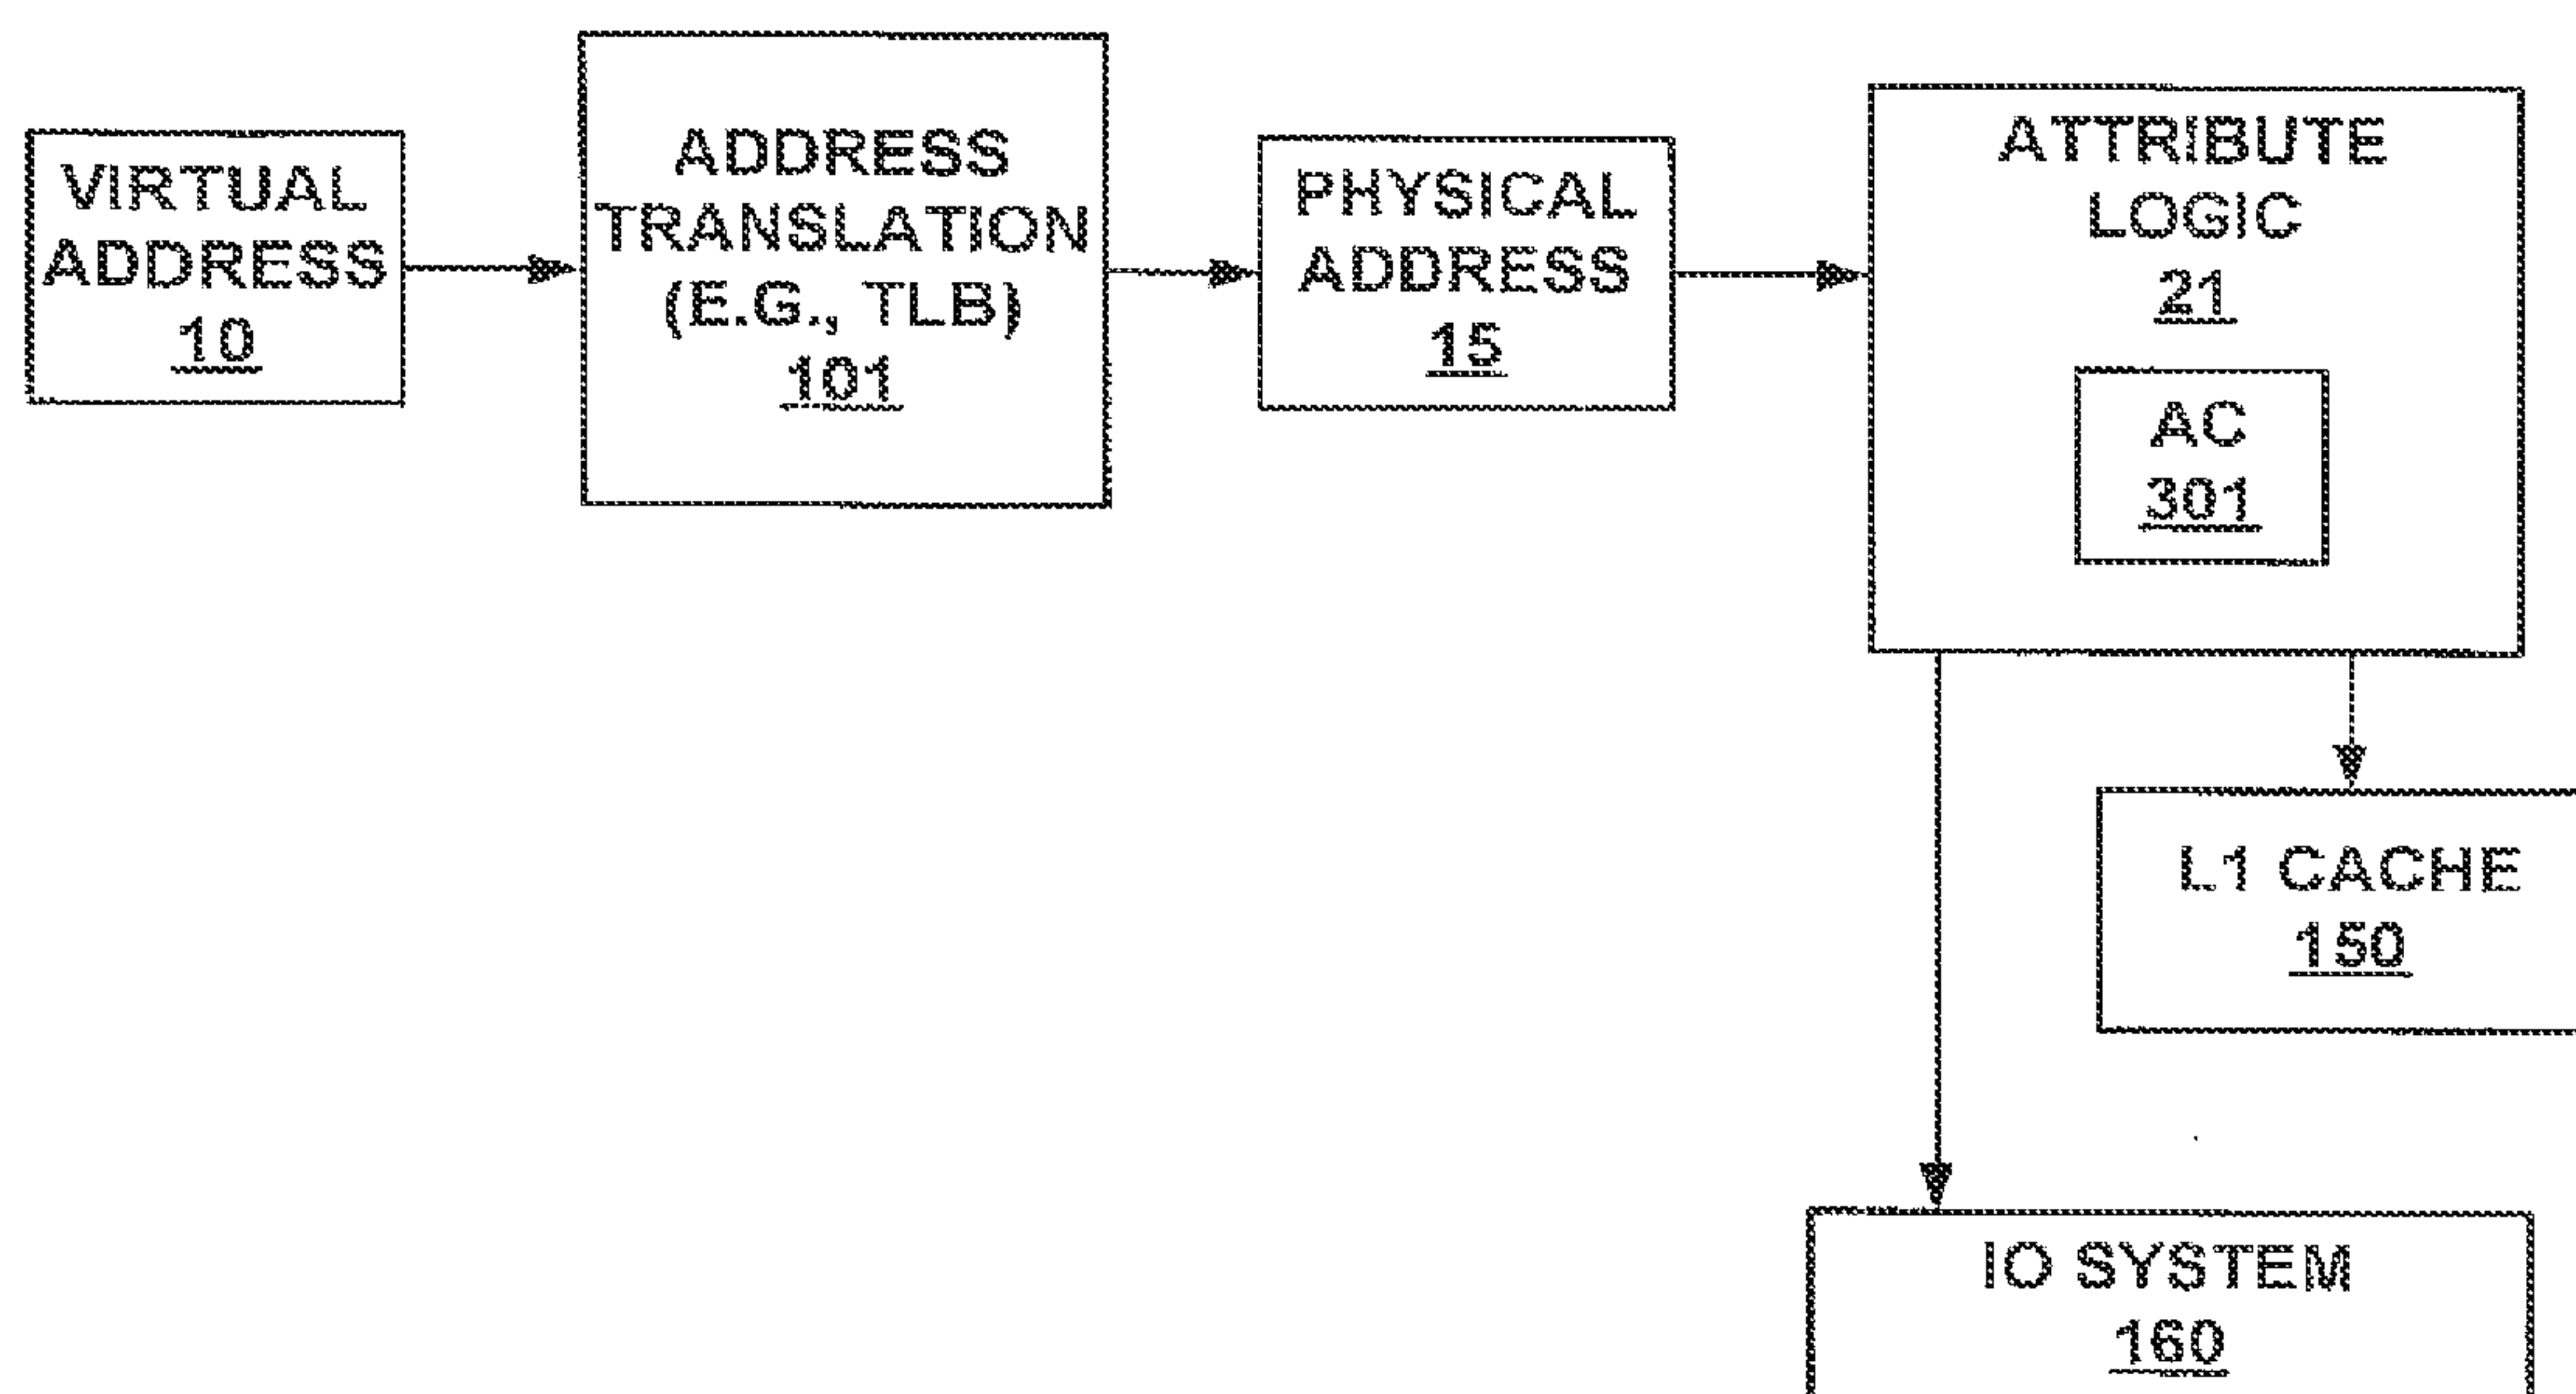 VIRTUAL
ADDRESS
10
ADDRESS
TRANSLATION
(E.G., TLB)
101
PHYSICAL
ADDRESS
15
ATTRIBUTE
LOGIC
21
AC
301
L1 CACHE
150
IO SYSTEM
160